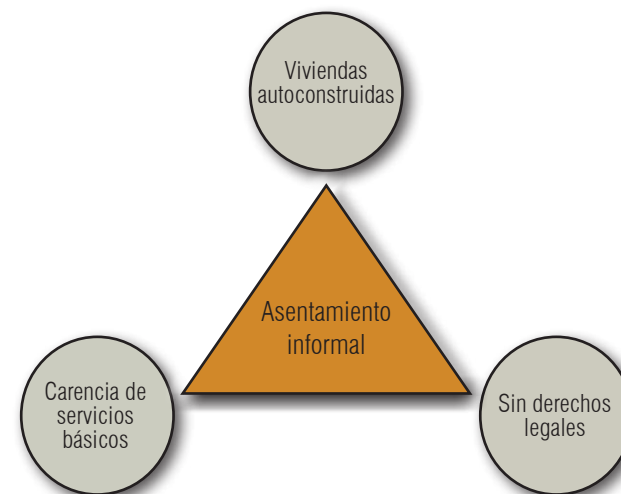 Viviendas
autoconstruidas
Asentamiento
informal
Carencia de
servicios
básicos
Sin derechos
legales